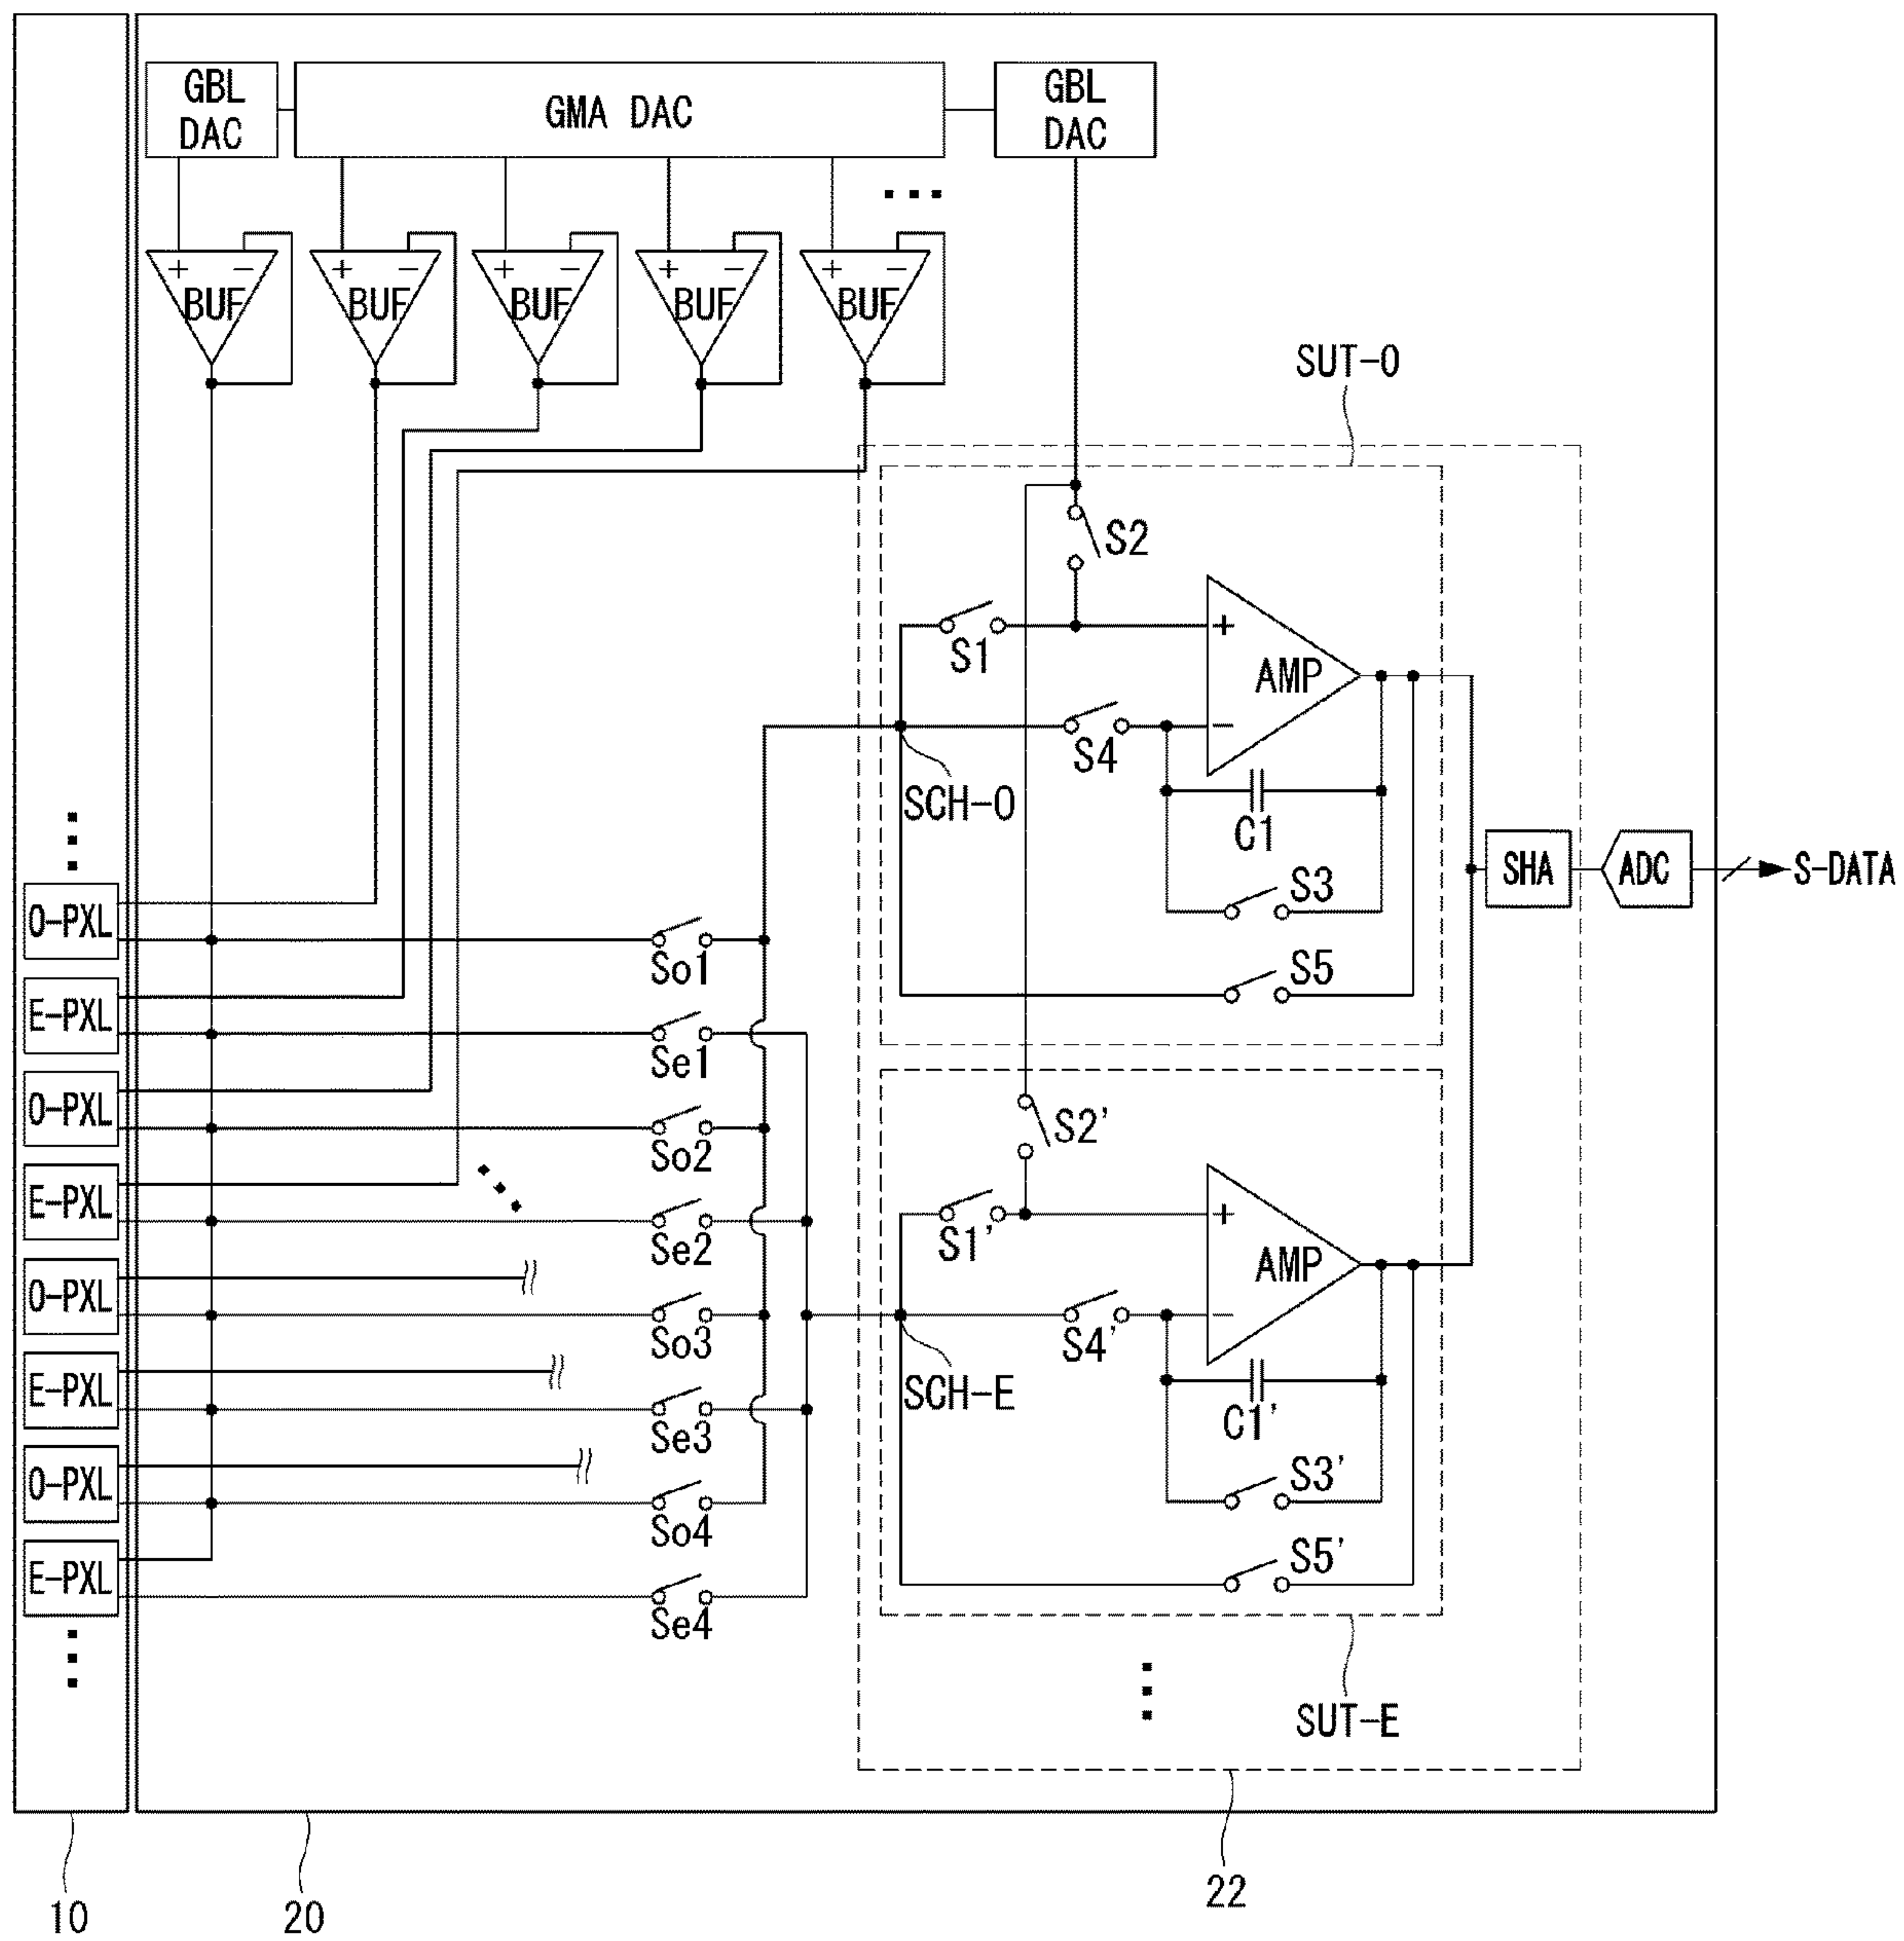 GBL
DAC
GMA DAC
GBL
DAC
+ − BUF
+ − BUF
+ − BUF
+ − BUF
+ − BUF
SUT-O
S2
S1
+
AMP
−
S4
SCH-O
C1
S3
S5
SHA
ADC
S-DATA
O-PXL
So1
E-PXL
Se1
O-PXL
So2
E-PXL
Se2
O-PXL
So3
E-PXL
Se3
O-PXL
So4
E-PXL
Se4
S2'
S1'
+
AMP
−
S4'
SCH-E
C1'
S3'
S5'
SUT-E
10
20
22